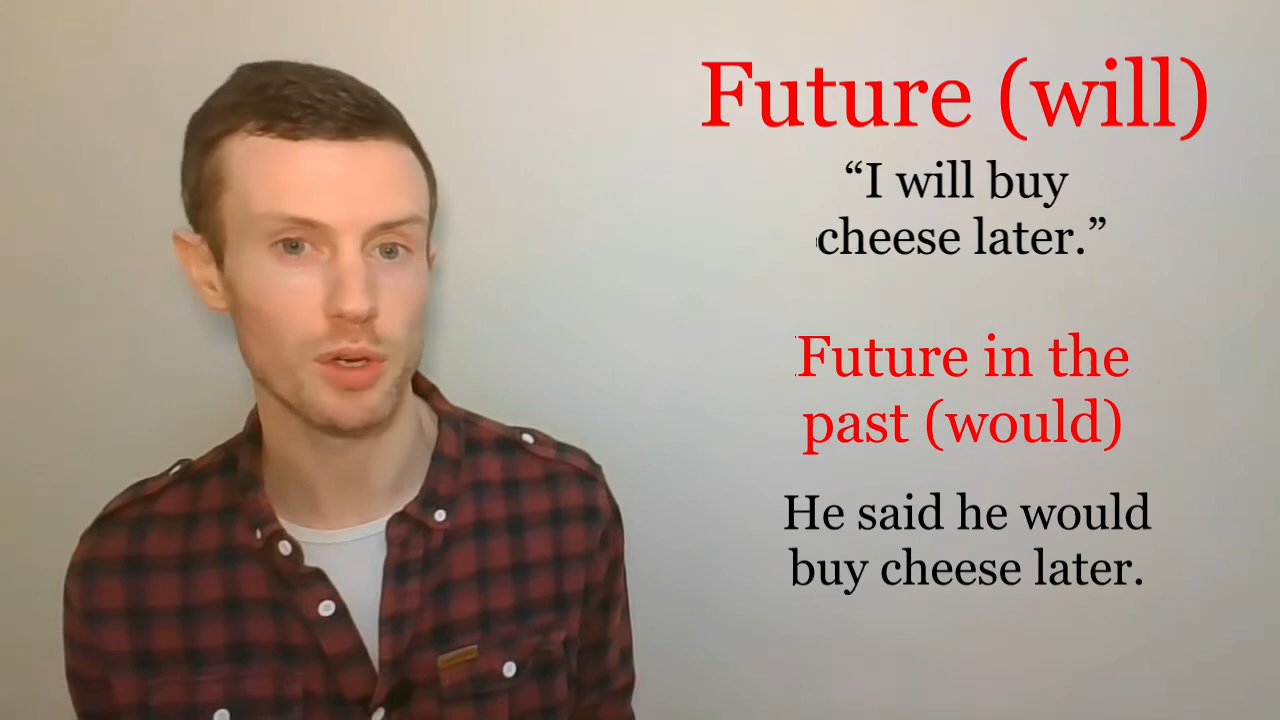 Future (will)
“I will buy
cheese later.”
Future in the
past (would)
He said he would
buy cheese later.